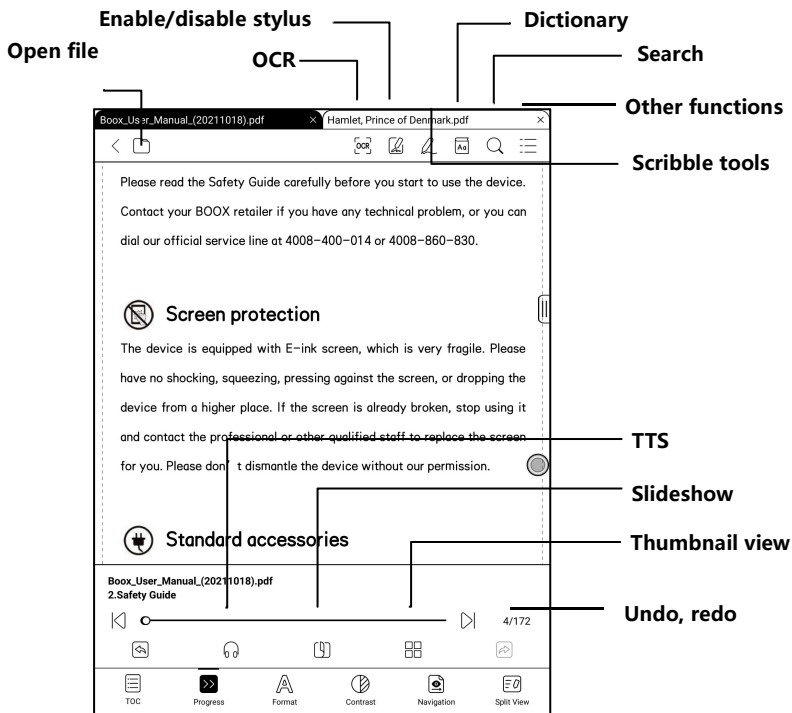 Enable/disable stylus
Dictionary
Open file
OCR
Search
Other functions
Boox_User_Manual_(20211018).pdf ×
Hamlet, Prince of Denmark.pdf ×
OCR
Aa
Scribble tools
Please read the Safety Guide carefully before you start to use the device.
Contact your BOOX retailer if you have any technical problem, or you can
dial our official service line at 4008-400-014 or 4008-860-830.
Screen protection
The device is equipped with E-ink screen, which is very fragile. Please
have no shocking, squeezing, pressing against the screen, or dropping the
device from a higher place. If the screen is already broken, stop using it
and contact the professional or other qualified staff to replace the screen
for you. Please don't dismantle the device without our permission.
TTS
Slideshow
Standard accessories
Thumbnail view
Boox_User_Manual_(20211018).pdf
2.Safety Guide
4/172
Undo, redo
TOC
Progress
Format
Contrast
Navigation
Split View